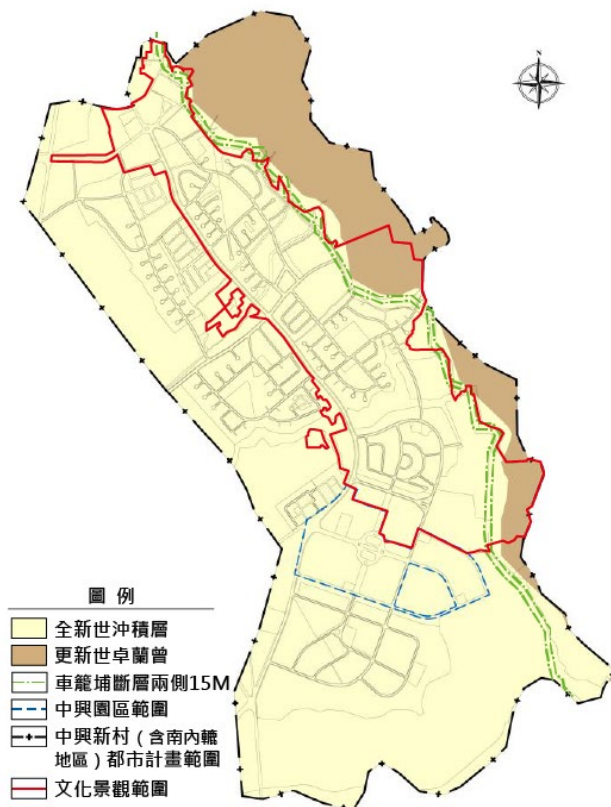 N
圖 例
全新世沖積層
更新世卓蘭曾
車籠埔斷層兩側15M
中興園區範圍
中興新村（含南內轆
地區）都市計畫範圍
文化景觀範圍